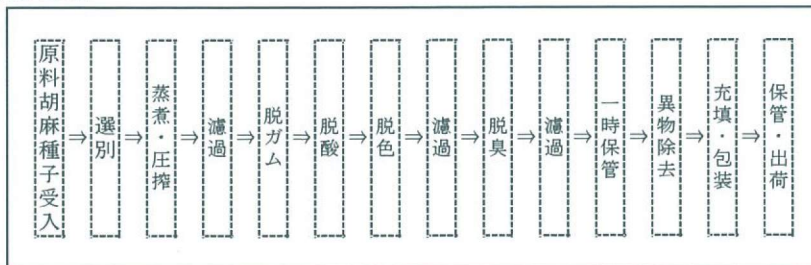 原料胡麻種子受入
⇒
選別
⇒
蒸煮・圧搾
⇒
濾過
⇒
脱ガム
⇒
脱酸
⇒
脱色
⇒
濾過
⇒
脱臭
⇒
濾過
⇒
一時保管
⇒
異物除去
⇒
充填・包装
⇒
保管・出荷